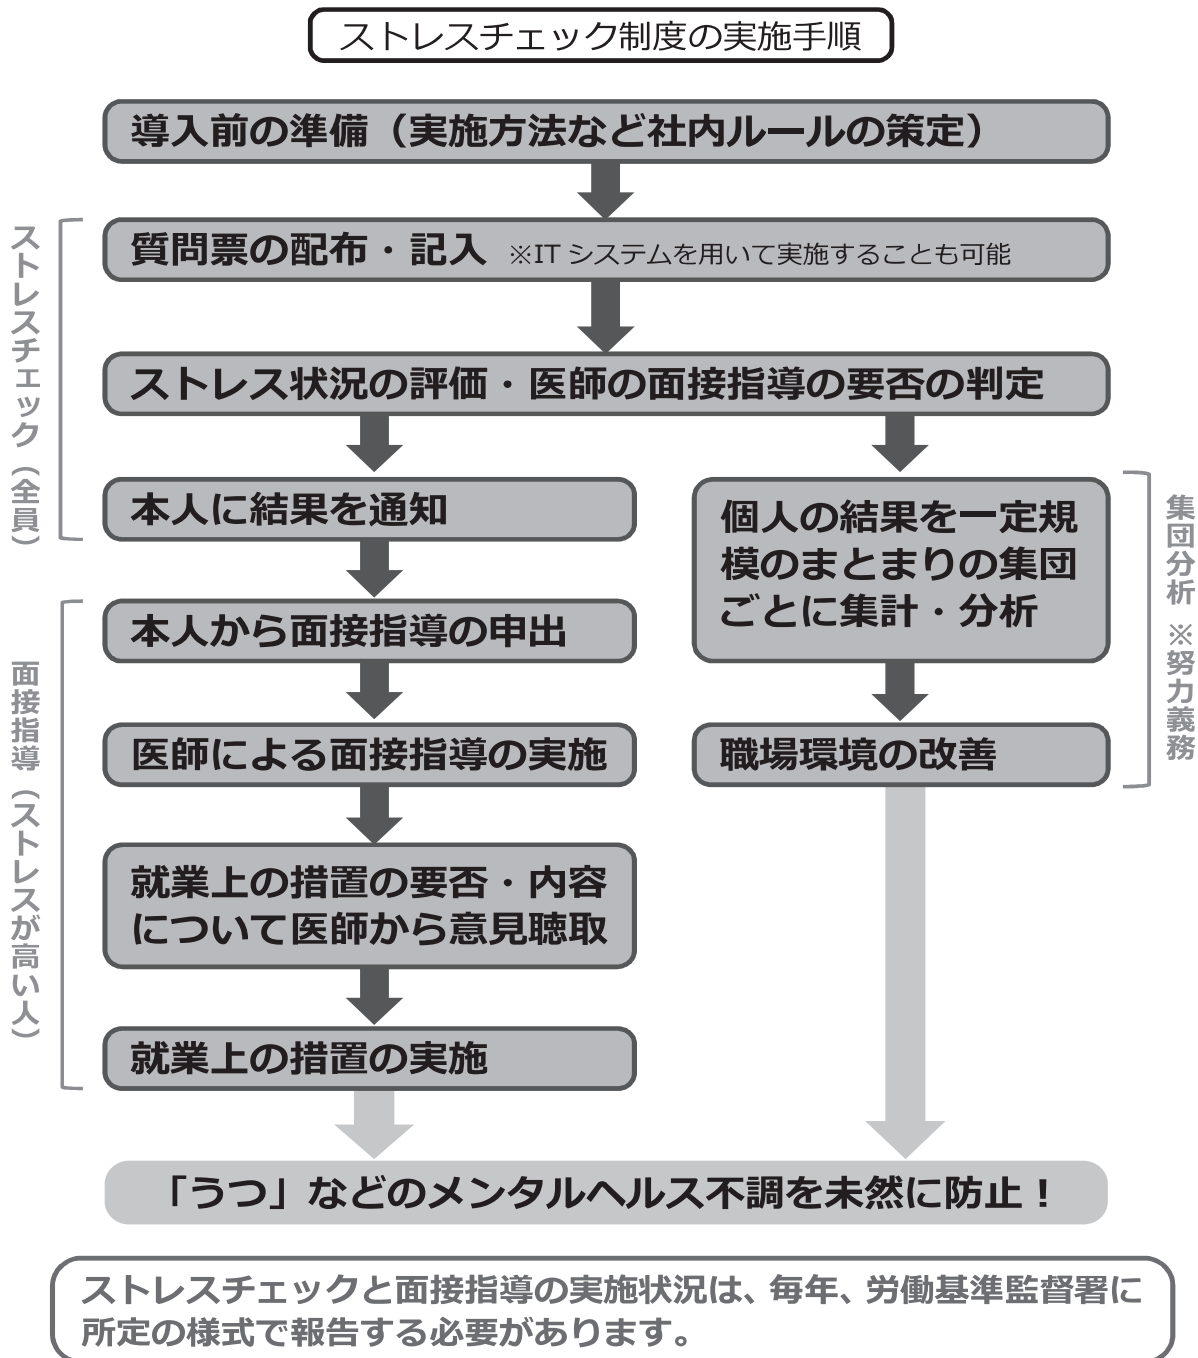 ストレスチェック制度の実施手順
導入前の準備（実施方法など社内ルールの策定）
ストレスチェック（全員）
質問票の配布・記入 ※IT システムを用いて実施することも可能
ストレス状況の評価・医師の面接指導の要否の判定
本人に結果を通知
面接指導（ストレスが高い人）
本人から面接指導の申出
医師による面接指導の実施
就業上の措置の要否・内容
について医師から意見聴取
就業上の措置の実施
個人の結果を一定規
模のまとまりの集団
ごとに集計・分析
職場環境の改善
集団分析 ※努力義務
「うつ」などのメンタルヘルス不調を未然に防止！
ストレスチェックと面接指導の実施状況は、毎年、労働基準監督署に
所定の様式で報告する必要があります。